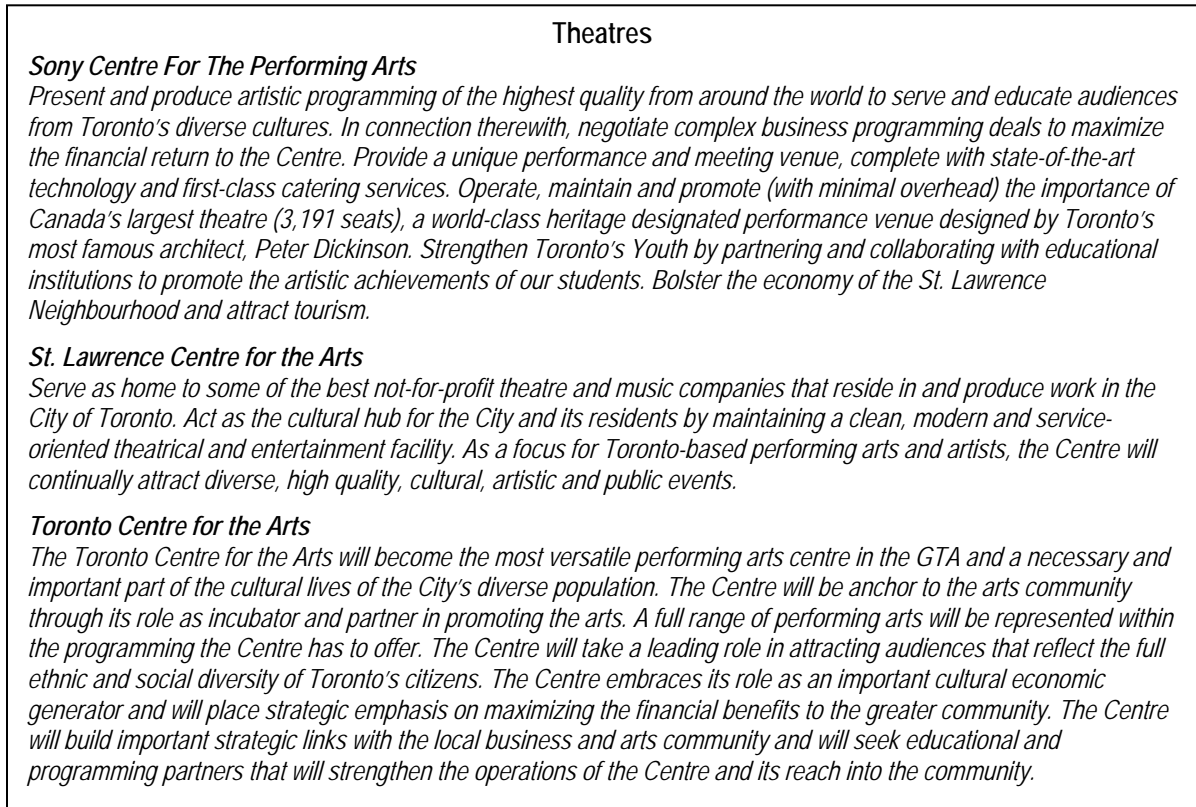 Theatres
Sony Centre For The Performing Arts
Present and produce artistic programming of the highest quality from around the world to serve and educate audiences
from Toronto's diverse cultures. In connection therewith, negotiate complex business programming deals to maximize
the financial return to the Centre. Provide a unique performance and meeting venue, complete with state-of-the-art
technology and first-class catering services. Operate, maintain and promote (with minimal overhead) the importance of
Canada's largest theatre (3,191 seats), a world-class heritage designated performance venue designed by Toronto's
most famous architect, Peter Dickinson. Strengthen Toronto's Youth by partnering and collaborating with educational
institutions to promote the artistic achievements of our students. Bolster the economy of the St. Lawrence
Neighbourhood and attract tourism.
St. Lawrence Centre for the Arts
Serve as home to some of the best not-for-profit theatre and music companies that reside in and produce work in the
City of Toronto. Act as the cultural hub for the City and its residents by maintaining a clean, modern and service-
oriented theatrical and entertainment facility. As a focus for Toronto-based performing arts and artists, the Centre will
continually attract diverse, high quality, cultural, artistic and public events.
Toronto Centre for the Arts
The Toronto Centre for the Arts will become the most versatile performing arts centre in the GTA and a necessary and
important part of the cultural lives of the City's diverse population. The Centre will be anchor to the arts community
through its role as incubator and partner in promoting the arts. A full range of performing arts will be represented within
the programming the Centre has to offer. The Centre will take a leading role in attracting audiences that reflect the full
ethnic and social diversity of Toronto's citizens. The Centre embraces its role as an important cultural economic
generator and will place strategic emphasis on maximizing the financial benefits to the greater community. The Centre
will build important strategic links with the local business and arts community and will seek educational and
programming partners that will strengthen the operations of the Centre and its reach into the community.